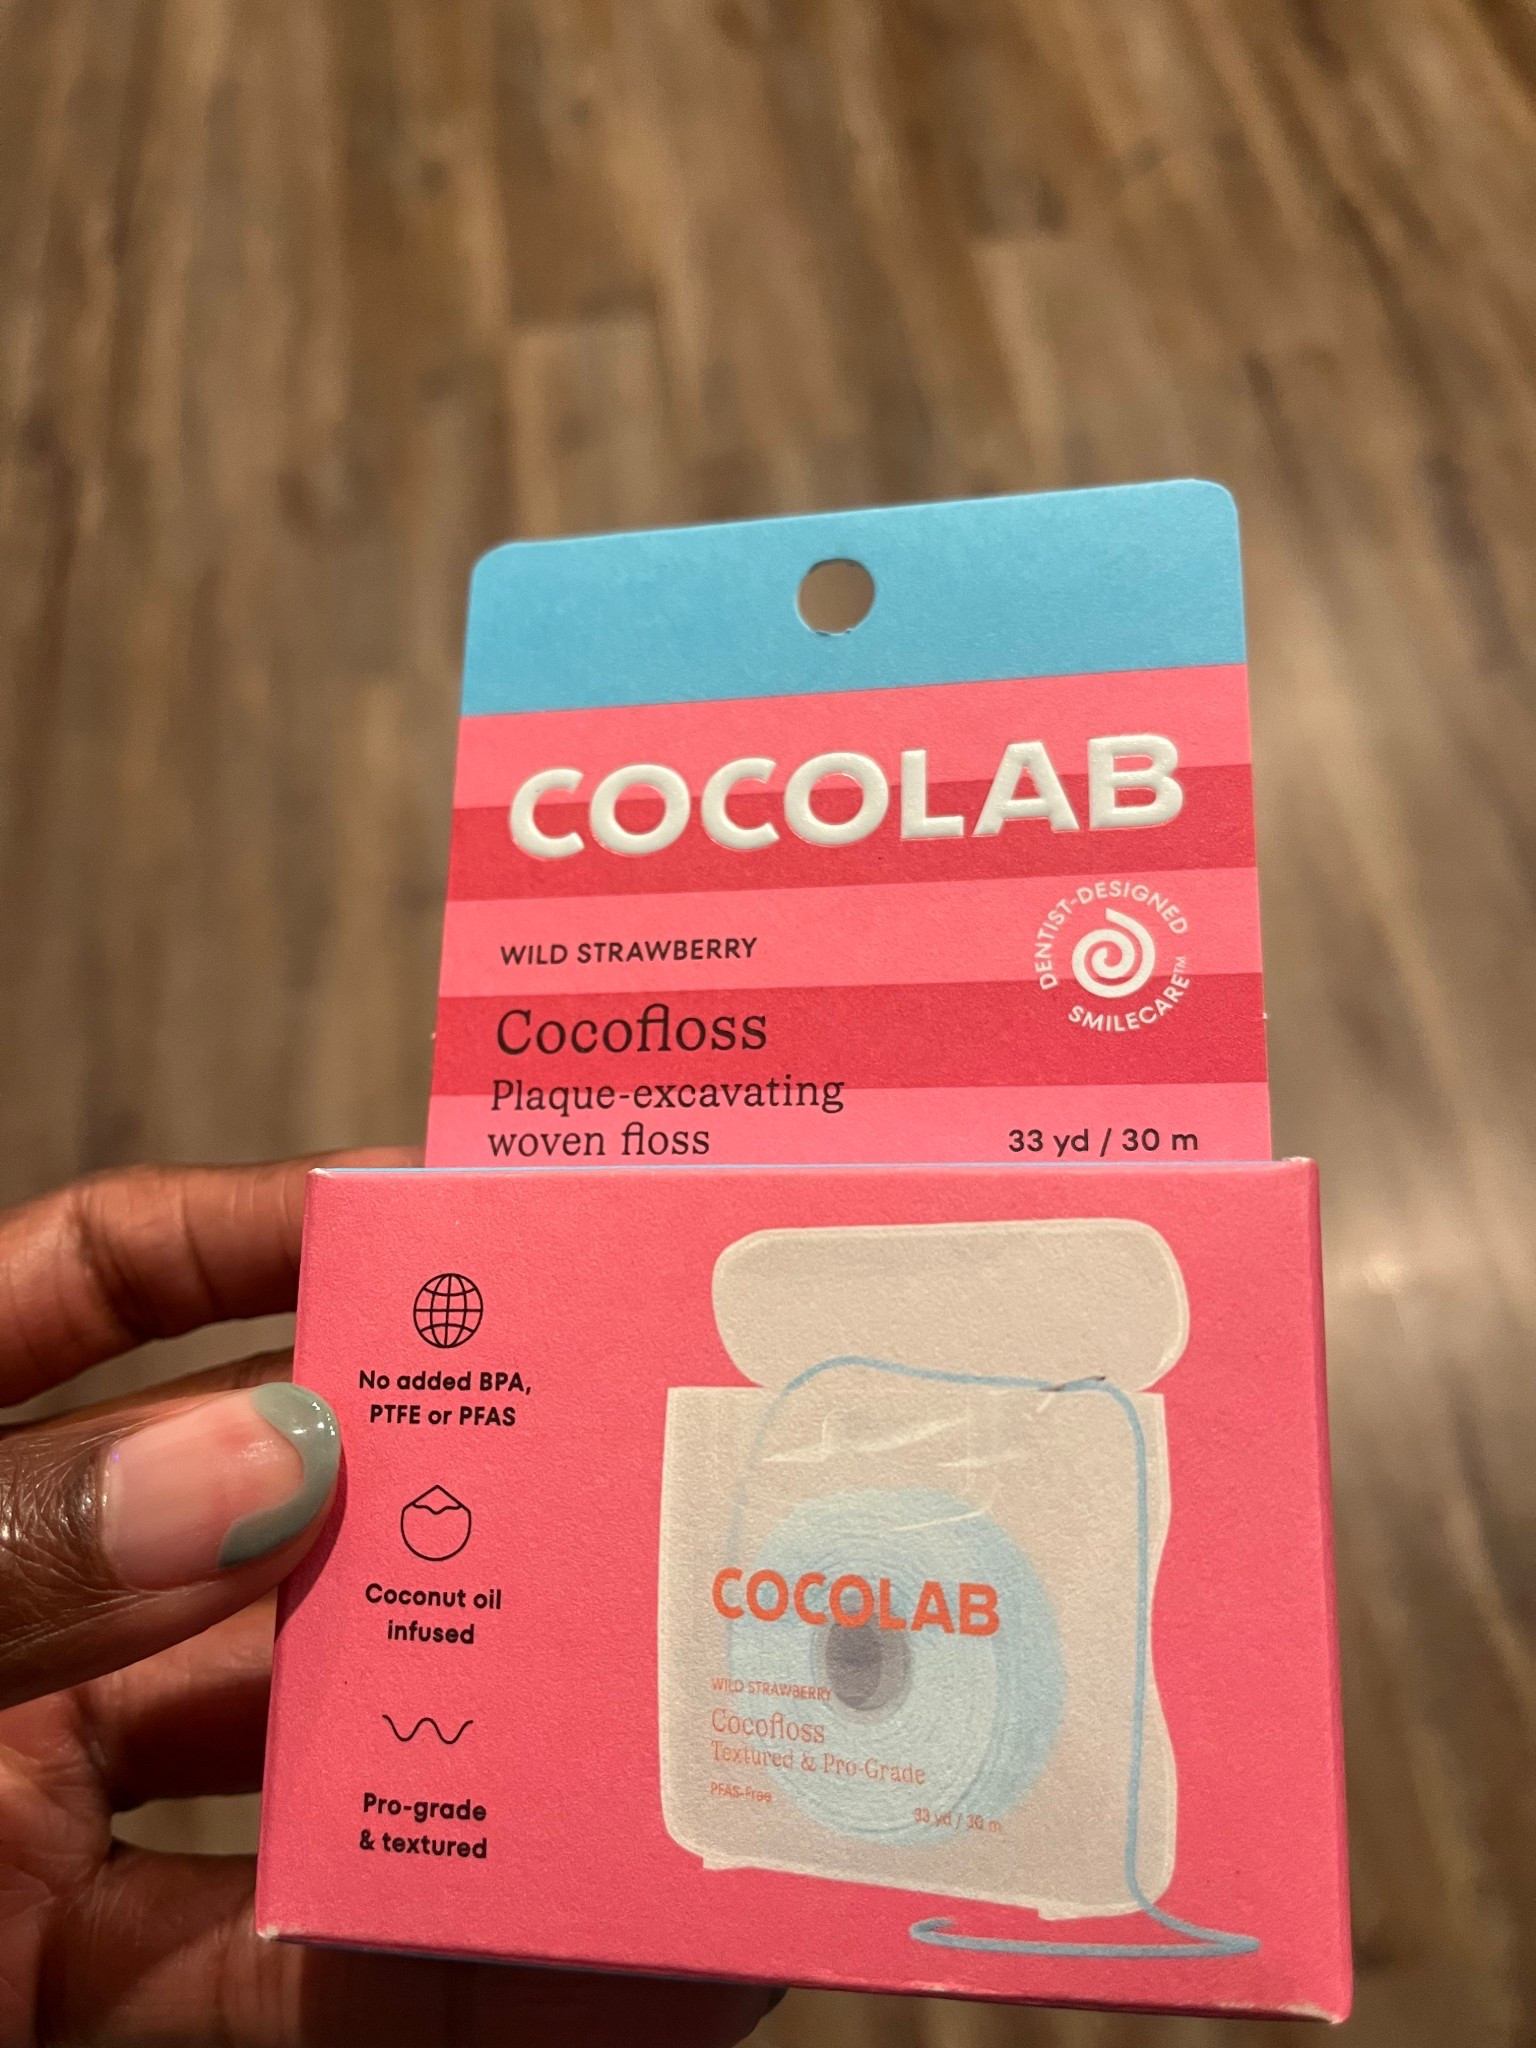 COCOLAB
WILD STRAWBERRY
DENTIST-DESIGNED
SMILECARE™
Cocofloss
Plaque-excavating
woven floss
33 yd / 30 m
No added BPA,
PTFE or PFAS
Coconut oil
infused
Pro-grade
& textured
COCOLAB
WILD STRAWBERRY
Cocofloss
Textured & Pro-Grade
PFAS-Free
33 yd / 30 m